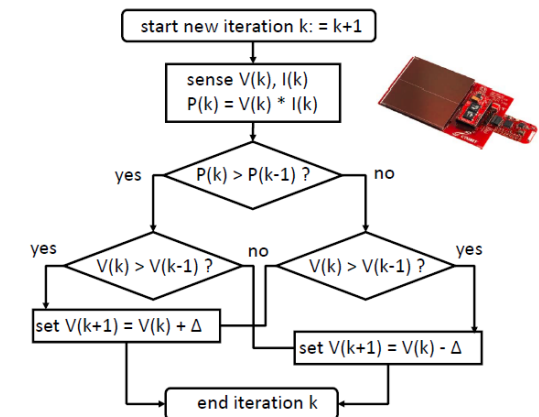 start new iteration k: = k+1
sense V(k), I(k)
P(k) = V(k) * I(k)
yes
P(k) > P(k-1) ?
no
yes
V(k) > V(k-1) ?
no
V(k) > V(k-1) ?
yes
set V(k+1) = V(k) + Δ
set V(k+1) = V(k) - Δ
end iteration k